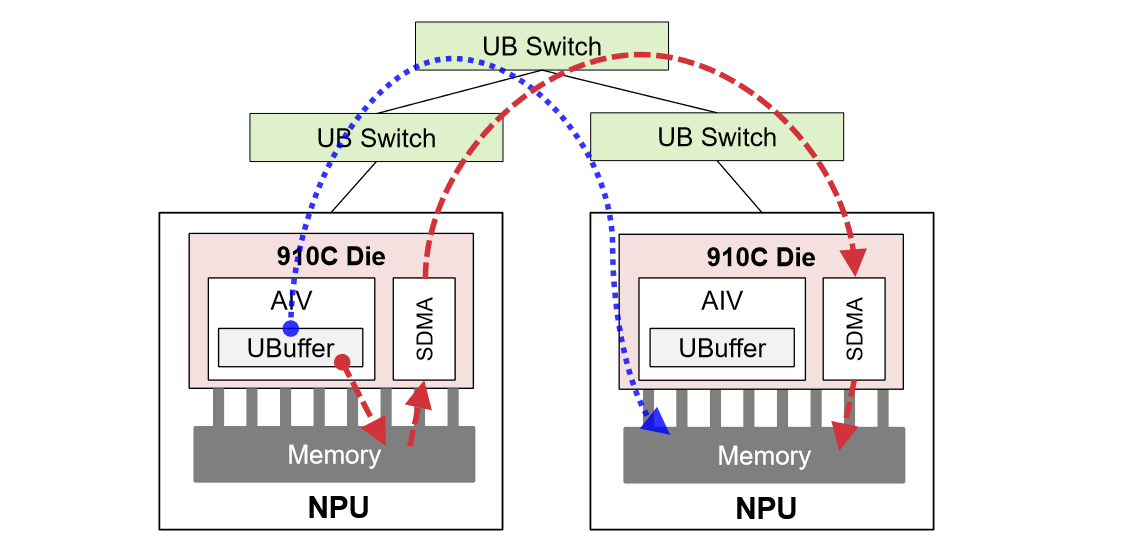 UB Switch
UB Switch
UB Switch
910C Die
AIV
UBuffer
SDMA
Memory
NPU
910C Die
AIV
UBuffer
SDMA
Memory
NPU